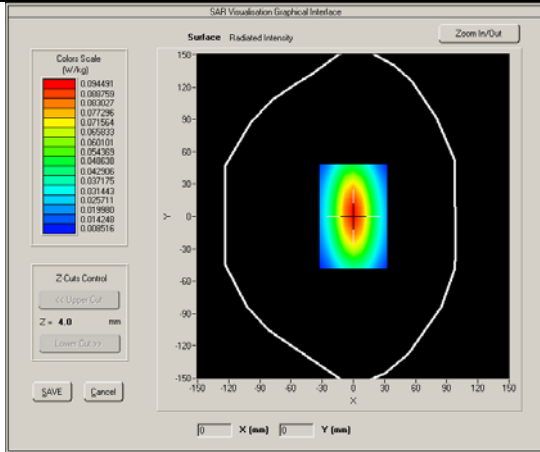 SAR Visualisation Graphical Interface
Surface Radiated Intensity
Zoom In/Out
Colors Scale
(W/kg)
0.094491
0.088759
0.083027
0.077296
0.071564
0.065833
0.060101
0.054369
0.048638
0.042906
0.037175
0.031443
0.025711
0.019980
0.014248
0.008516
Z-Cuts Control
<< Upper Cut
Z = 4.0 mm
Lower Cut >>
SAVE Cancel
150
120
90
60
30
0
-30
-60
-90
-120
-150
Y
-150 -120 -90 -60 -30 0 30 60 90 120 150
X
0 X (mm) 0 Y (mm)